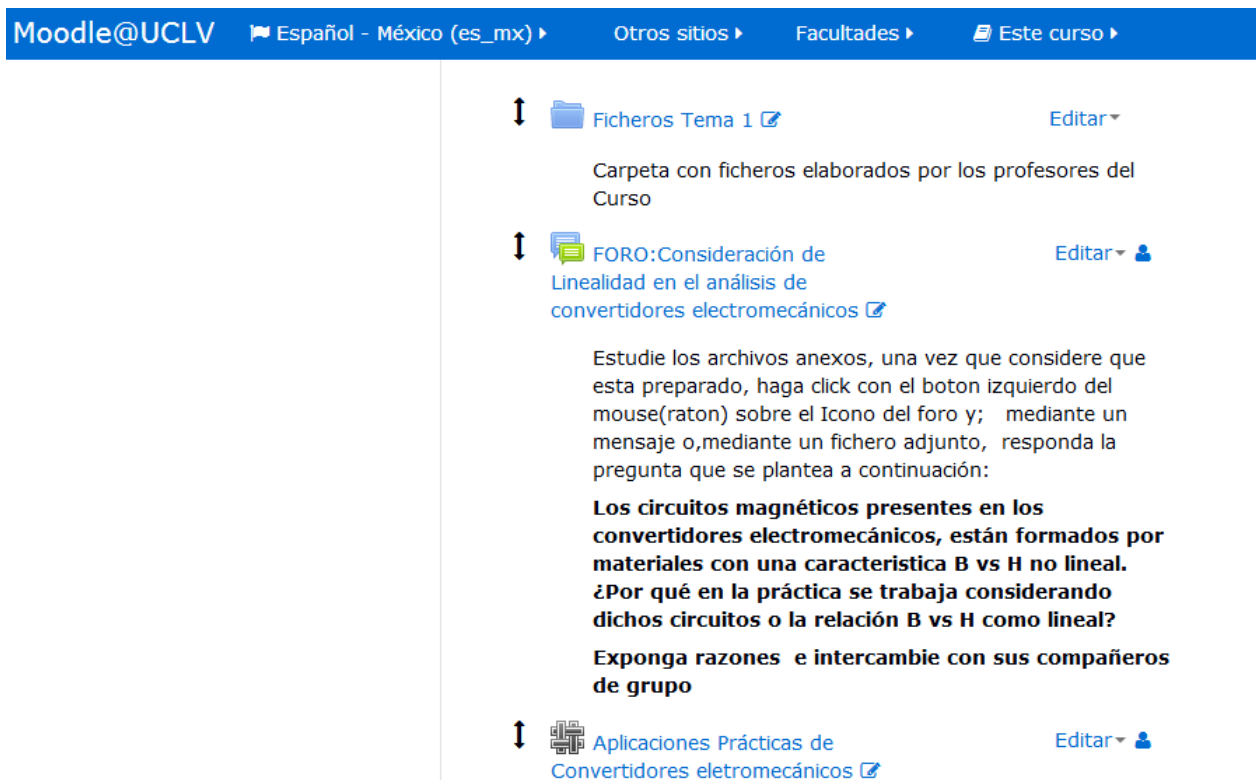 Moodle@UCLV Español - México (es_mx) Otros sitios Facultades Este curso
Ficheros Tema 1 Editar
Carpeta con ficheros elaborados por los profesores del
Curso
FORO:Consideración de Editar
Linealidad en el análisis de
convertidores electromecánicos
Estudie los archivos anexos, una vez que considere que
esta preparado, haga click con el boton izquierdo del
mouse(raton) sobre el Icono del foro y; mediante un
mensaje o,mediante un fichero adjunto, responda la
pregunta que se plantea a continuación:
Los circuitos magnéticos presentes en los
convertidores electromecánicos, están formados por
materiales con una caracteristica B vs H no lineal.
¿Por qué en la práctica se trabaja considerando
dichos circuitos o la relación B vs H como lineal?
Exponga razones e intercambie con sus compañeros
de grupo
Aplicaciones Prácticas de Editar
Convertidores eletromecánicos